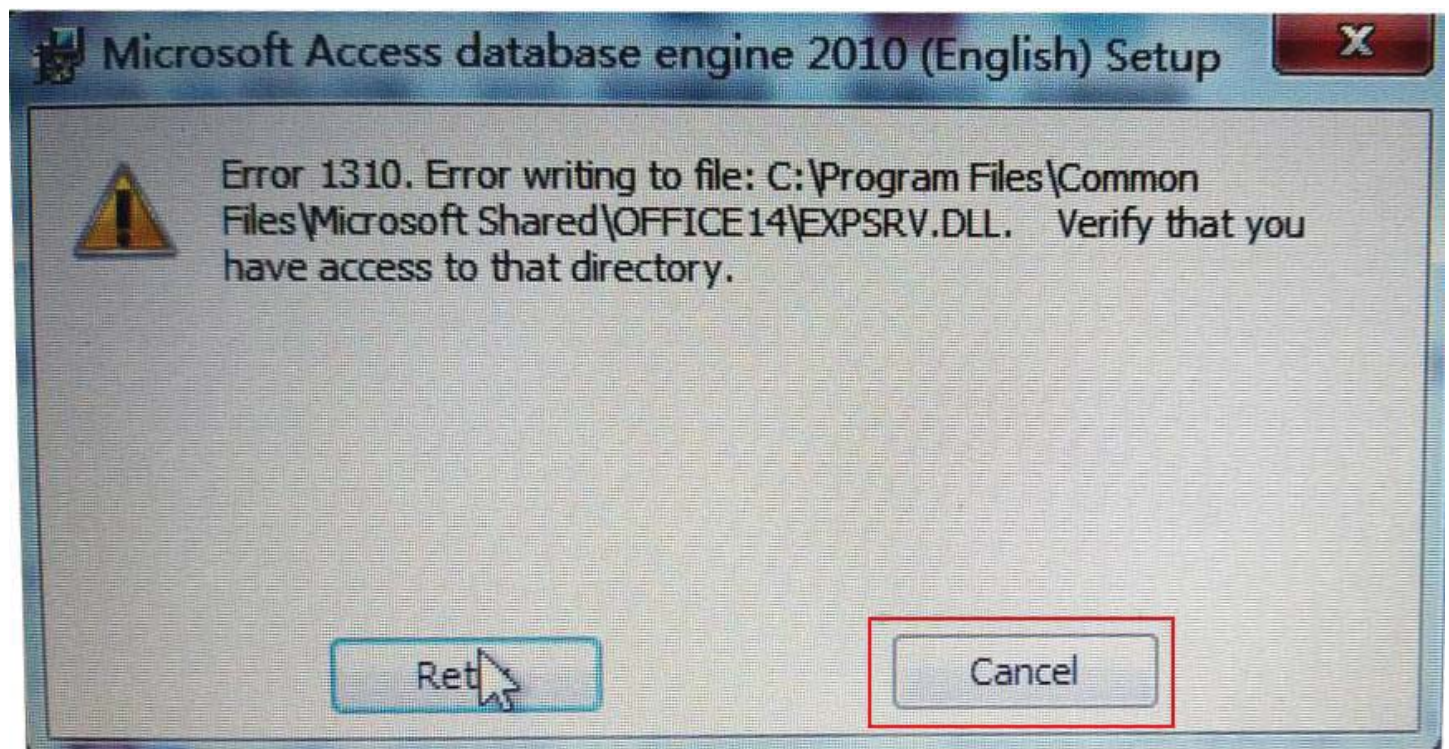 Microsoft Access database engine 2010 (English) Setup
Error 1310. Error writing to file: C:\Program Files\Common
Files\Microsoft Shared\OFFICE14\EXPSRV.DLL.   Verify that you
have access to that directory.
Cancel